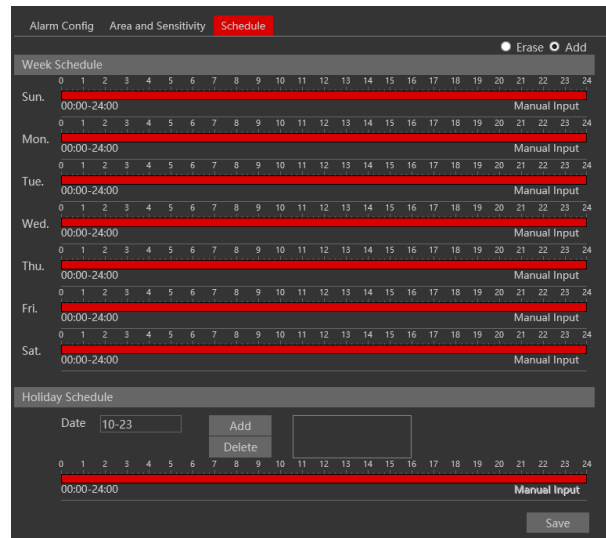 Alarm Config Area and Sensitivity Schedule
Erase Add
Week Schedule
0 1 2 3 4 5 6 7 8 9 10 11 12 13 14 15 16 17 18 19 20 21 22 23 24
Sun.
00:00-24:00 Manual Input
0 1 2 3 4 5 6 7 8 9 10 11 12 13 14 15 16 17 18 19 20 21 22 23 24
Mon.
00:00-24:00 Manual Input
0 1 2 3 4 5 6 7 8 9 10 11 12 13 14 15 16 17 18 19 20 21 22 23 24
Tue.
00:00-24:00 Manual Input
0 1 2 3 4 5 6 7 8 9 10 11 12 13 14 15 16 17 18 19 20 21 22 23 24
Wed.
00:00-24:00 Manual Input
0 1 2 3 4 5 6 7 8 9 10 11 12 13 14 15 16 17 18 19 20 21 22 23 24
Thu.
00:00-24:00 Manual Input
0 1 2 3 4 5 6 7 8 9 10 11 12 13 14 15 16 17 18 19 20 21 22 23 24
Fri.
00:00-24:00 Manual Input
0 1 2 3 4 5 6 7 8 9 10 11 12 13 14 15 16 17 18 19 20 21 22 23 24
Sat.
00:00-24:00 Manual Input
Holiday Schedule
Date 10-23 Add
Delete
0 1 2 3 4 5 6 7 8 9 10 11 12 13 14 15 16 17 18 19 20 21 22 23 24
00:00-24:00 Manual Input
Save